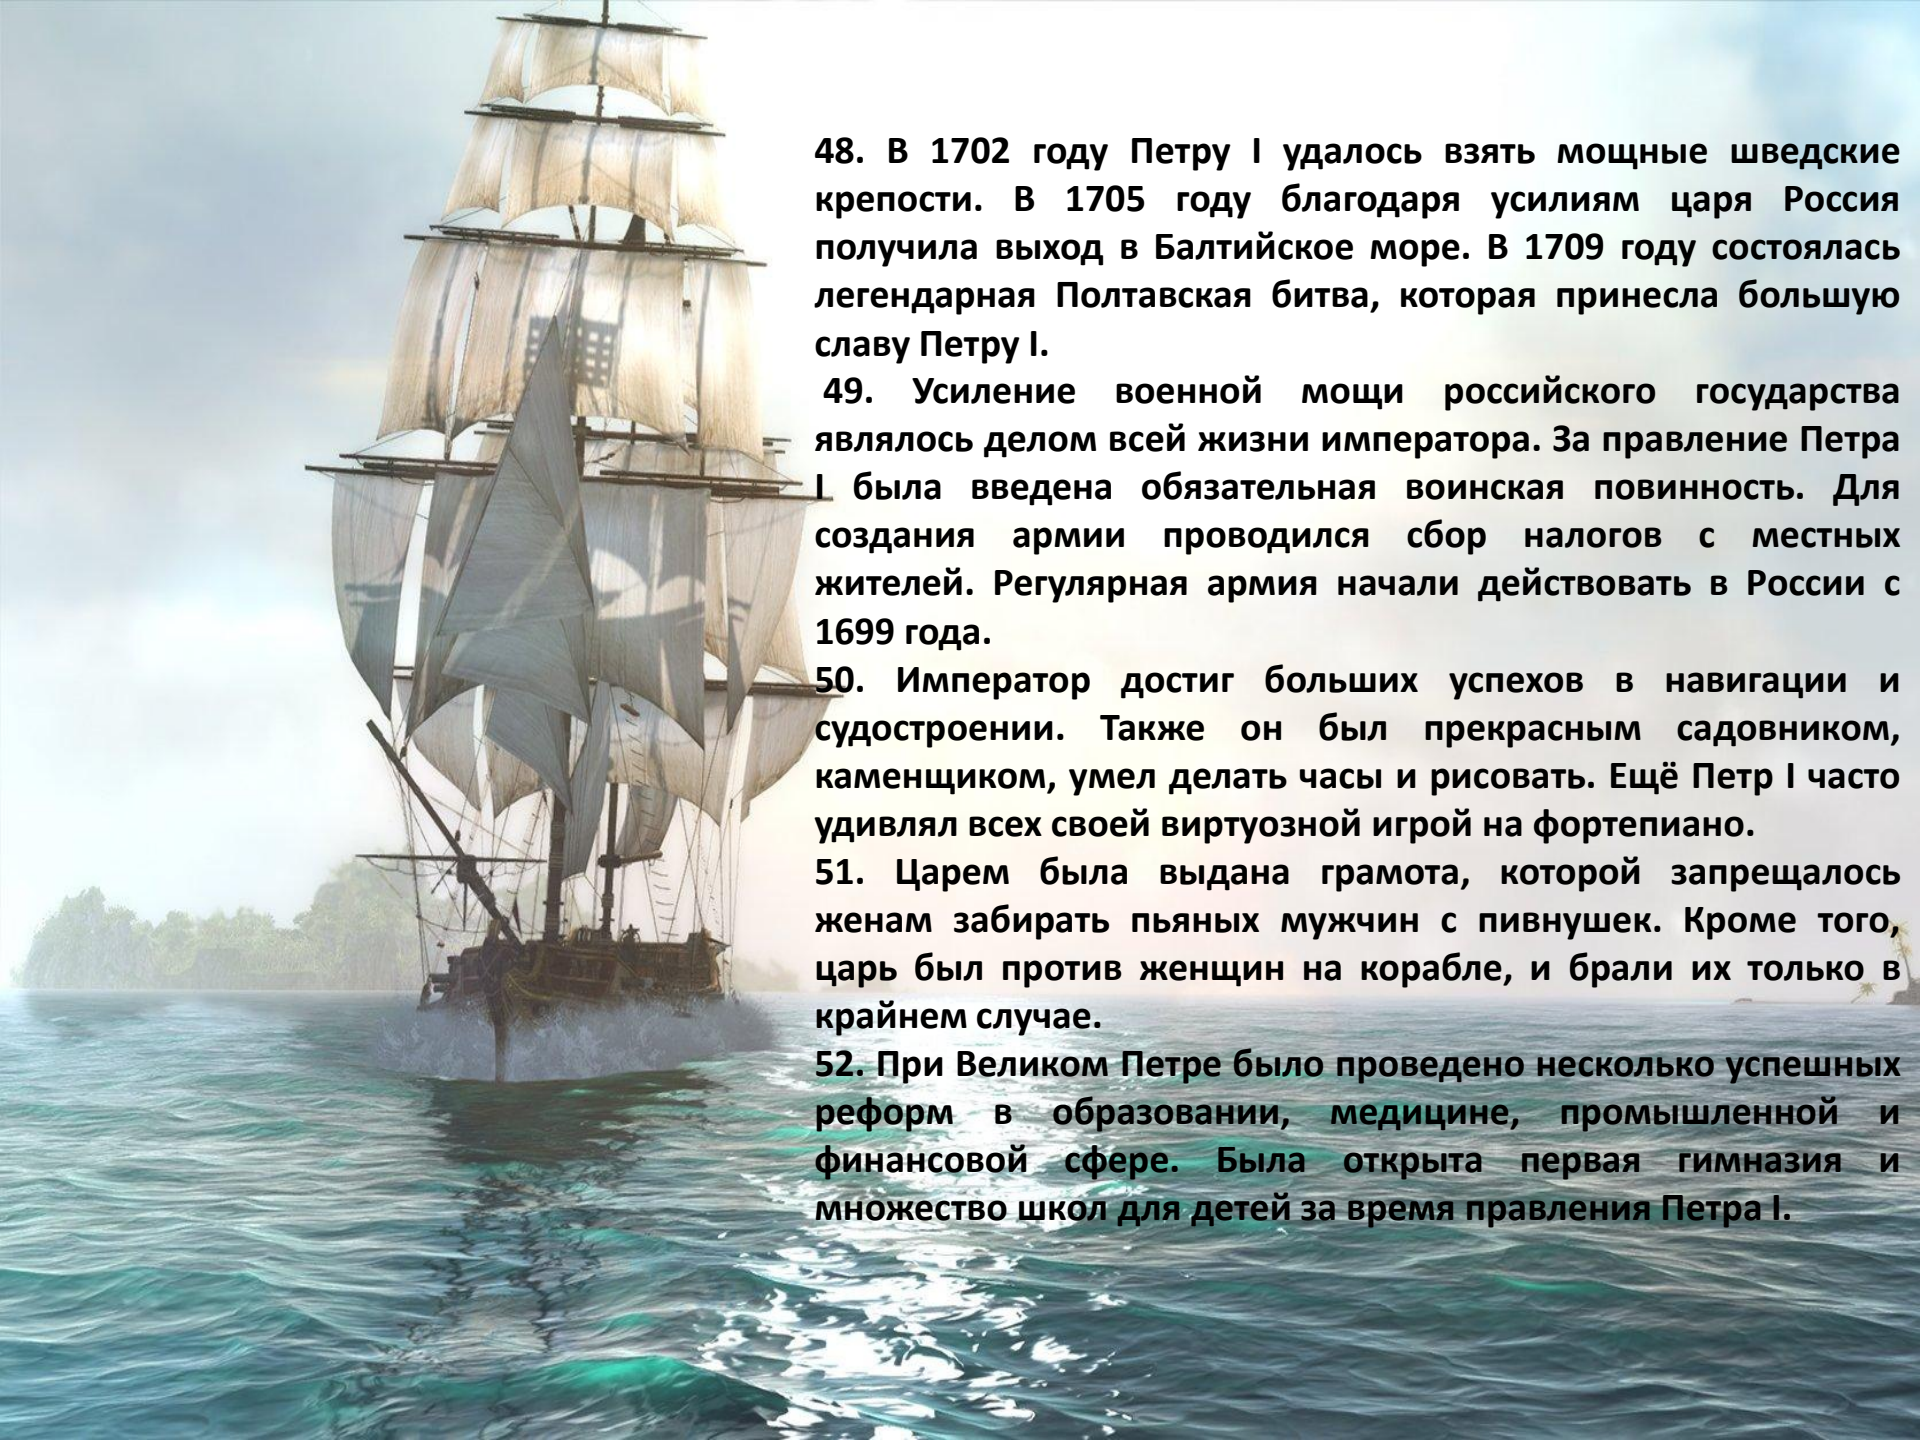 48. В 1702 году Петру I удалось взять мощные шведские
крепости. В 1705 году благодаря усилиям царя Россия
получила выход в Балтийское море. В 1709 году состоялась
легендарная Полтавская битва, которая принесла большую
славу Петру I.
49. Усиление военной мощи российского государства
являлось делом всей жизни императора. За правление Петра
I была введена обязательная воинская повинность. Для
создания армии проводился сбор налогов с местных
жителей. Регулярная армия начали действовать в России с
1699 года.
50. Император достиг больших успехов в навигации и
судостроении. Также он был прекрасным садовником,
каменщиком, умел делать часы и рисовать. Ещё Петр I часто
удивлял всех своей виртуозной игрой на фортепиано.
51. Царем была выдана грамота, которой запрещалось
женам забирать пьяных мужчин с пивнушек. Кроме того,
царь был против женщин на корабле, и брали их только в
крайнем случае.
52. При Великом Петре было проведено несколько успешных
реформ в образовании, медицине, промышленной и
финансовой сфере. Была открыта первая гимназия и
множество школ для детей за время правления Петра I.